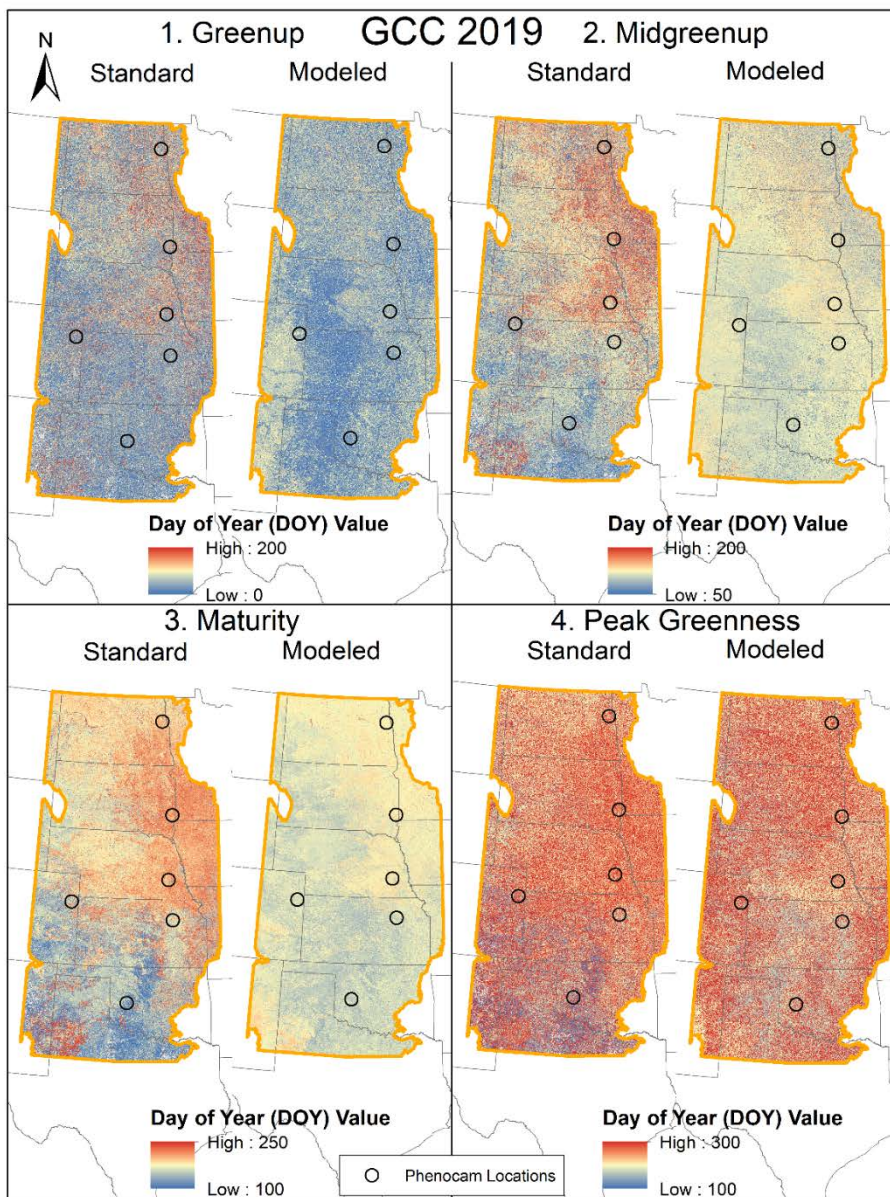 GCC 2019
N
1. Greenup
Standard
Modeled
Day of Year (DOY) Value
High : 200
Low : 0
2. Midgreenup
Standard
Modeled
Day of Year (DOY) Value
High : 200
Low : 50
3. Maturity
Standard
Modeled
Day of Year (DOY) Value
High : 250
Low : 100
4. Peak Greenness
Standard
Modeled
Day of Year (DOY) Value
High : 300
Low : 100
Phenocam Locations